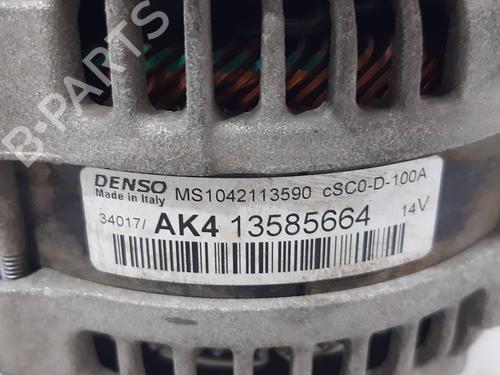 B-PARTS
DENSO MS1042113590 cSC0-D-100A
Made in Italy
34017/ AK4 13585664 14V